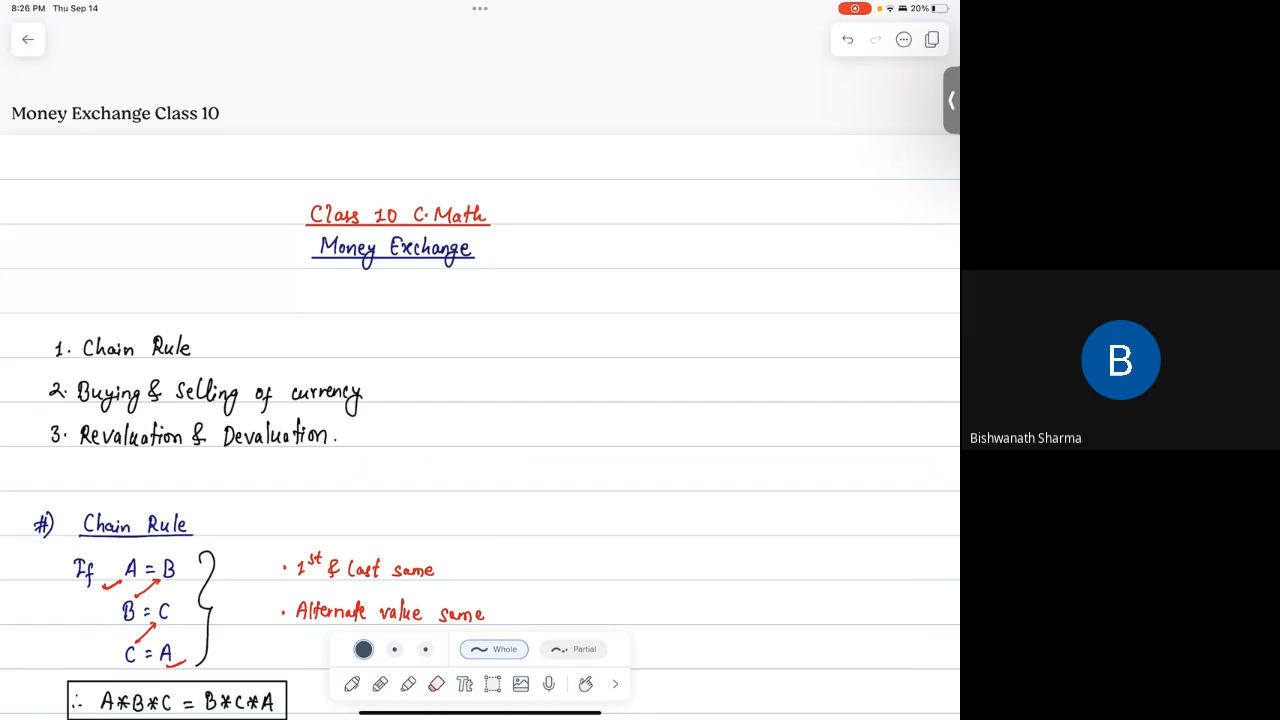 8:26 PM Thu Sep 14
20%
Money Exchange Class 10
Class 10 C.Math
Money Exchange
1. Chain Rule
2. Buying & Selling of currency
3. Revaluation & Devaluation.
#) Chain Rule
If A = B
• 1st & last same
B = C
• Alternate value same
C = A
∴ A*B*C = B*C*A
Whole
Partial
Tt
B
Bishwanath Sharma